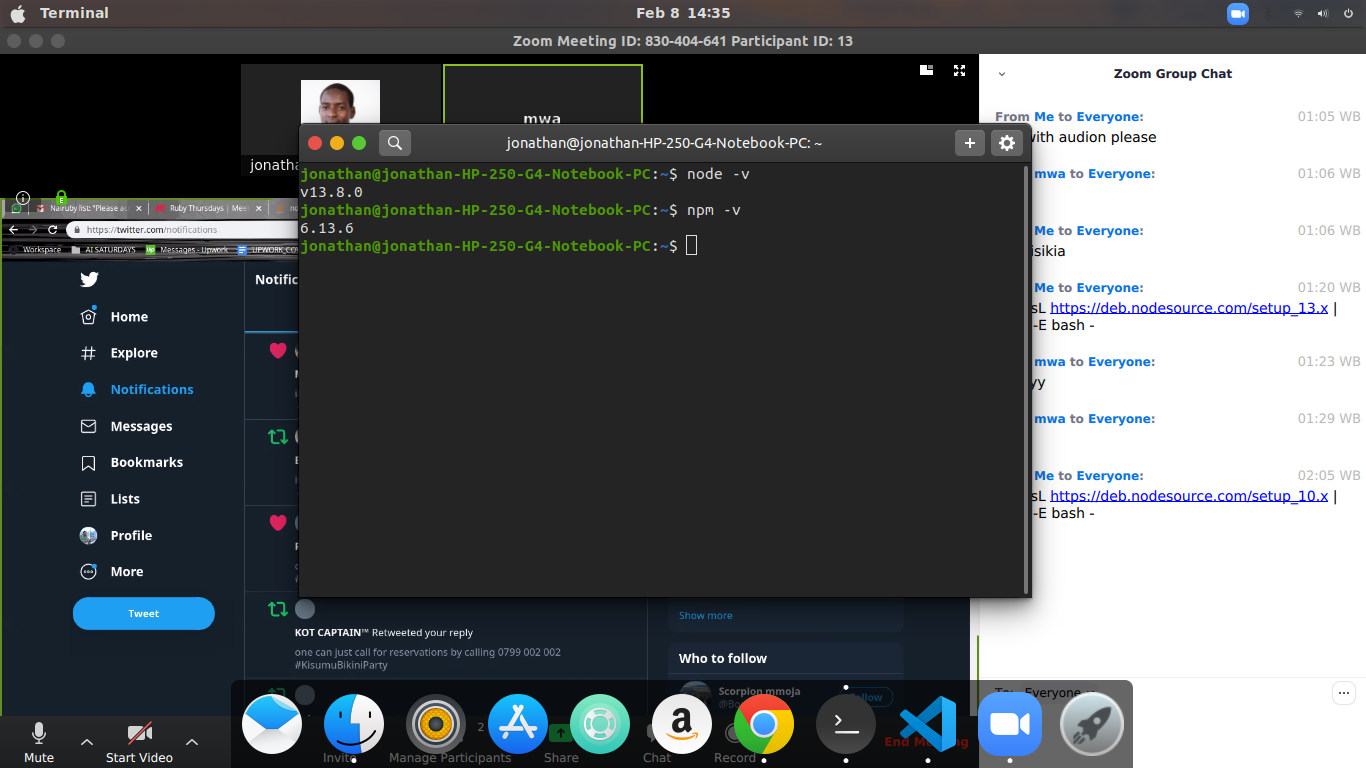 Terminal
Feb 8 14:35
Zoom Meeting ID: 830-404-641 Participant ID: 13
mwa
jonathan@jonathan-HP-250-G4-Notebook-PC: ~
jonathan@jonathan-HP-250-G4-Notebook-PC:~$ node -v
v13.8.0
jonathan@jonathan-HP-250-G4-Notebook-PC:~$ npm -v
6.13.6
jonathan@jonathan-HP-250-G4-Notebook-PC:~$
Nairuby list: "Please ac
Ruby Thursdays | Mee
https://twitter.com/notifications
Workspace
AI SATURDAYS
Messages - Upwork
Home
Explore
Notifications
Messages
Bookmarks
Lists
Profile
More
Tweet
KOT CAPTAIN™ Retweeted your reply
one can just call for reservations by calling 0799 002 002
#KisumuBikiniParty
Show more
Who to follow
Scorpion mmoja
Zoom Group Chat
From Me to Everyone:
01:05 WB
with audion please
mwa to Everyone:
01:06 WB
Me to Everyone:
01:06 WB
isikia
Me to Everyone:
01:20 WB
sL https://deb.nodesource.com/setup_13.x |
-E bash -
mwa to Everyone:
01:23 WB
yy
mwa to Everyone:
01:29 WB
Me to Everyone:
02:05 WB
sL https://deb.nodesource.com/setup_10.x |
-E bash -
To: Everyone
Mute
Start Video
Invite
Manage Participants
2
Share
Chat
Record
End Meeting